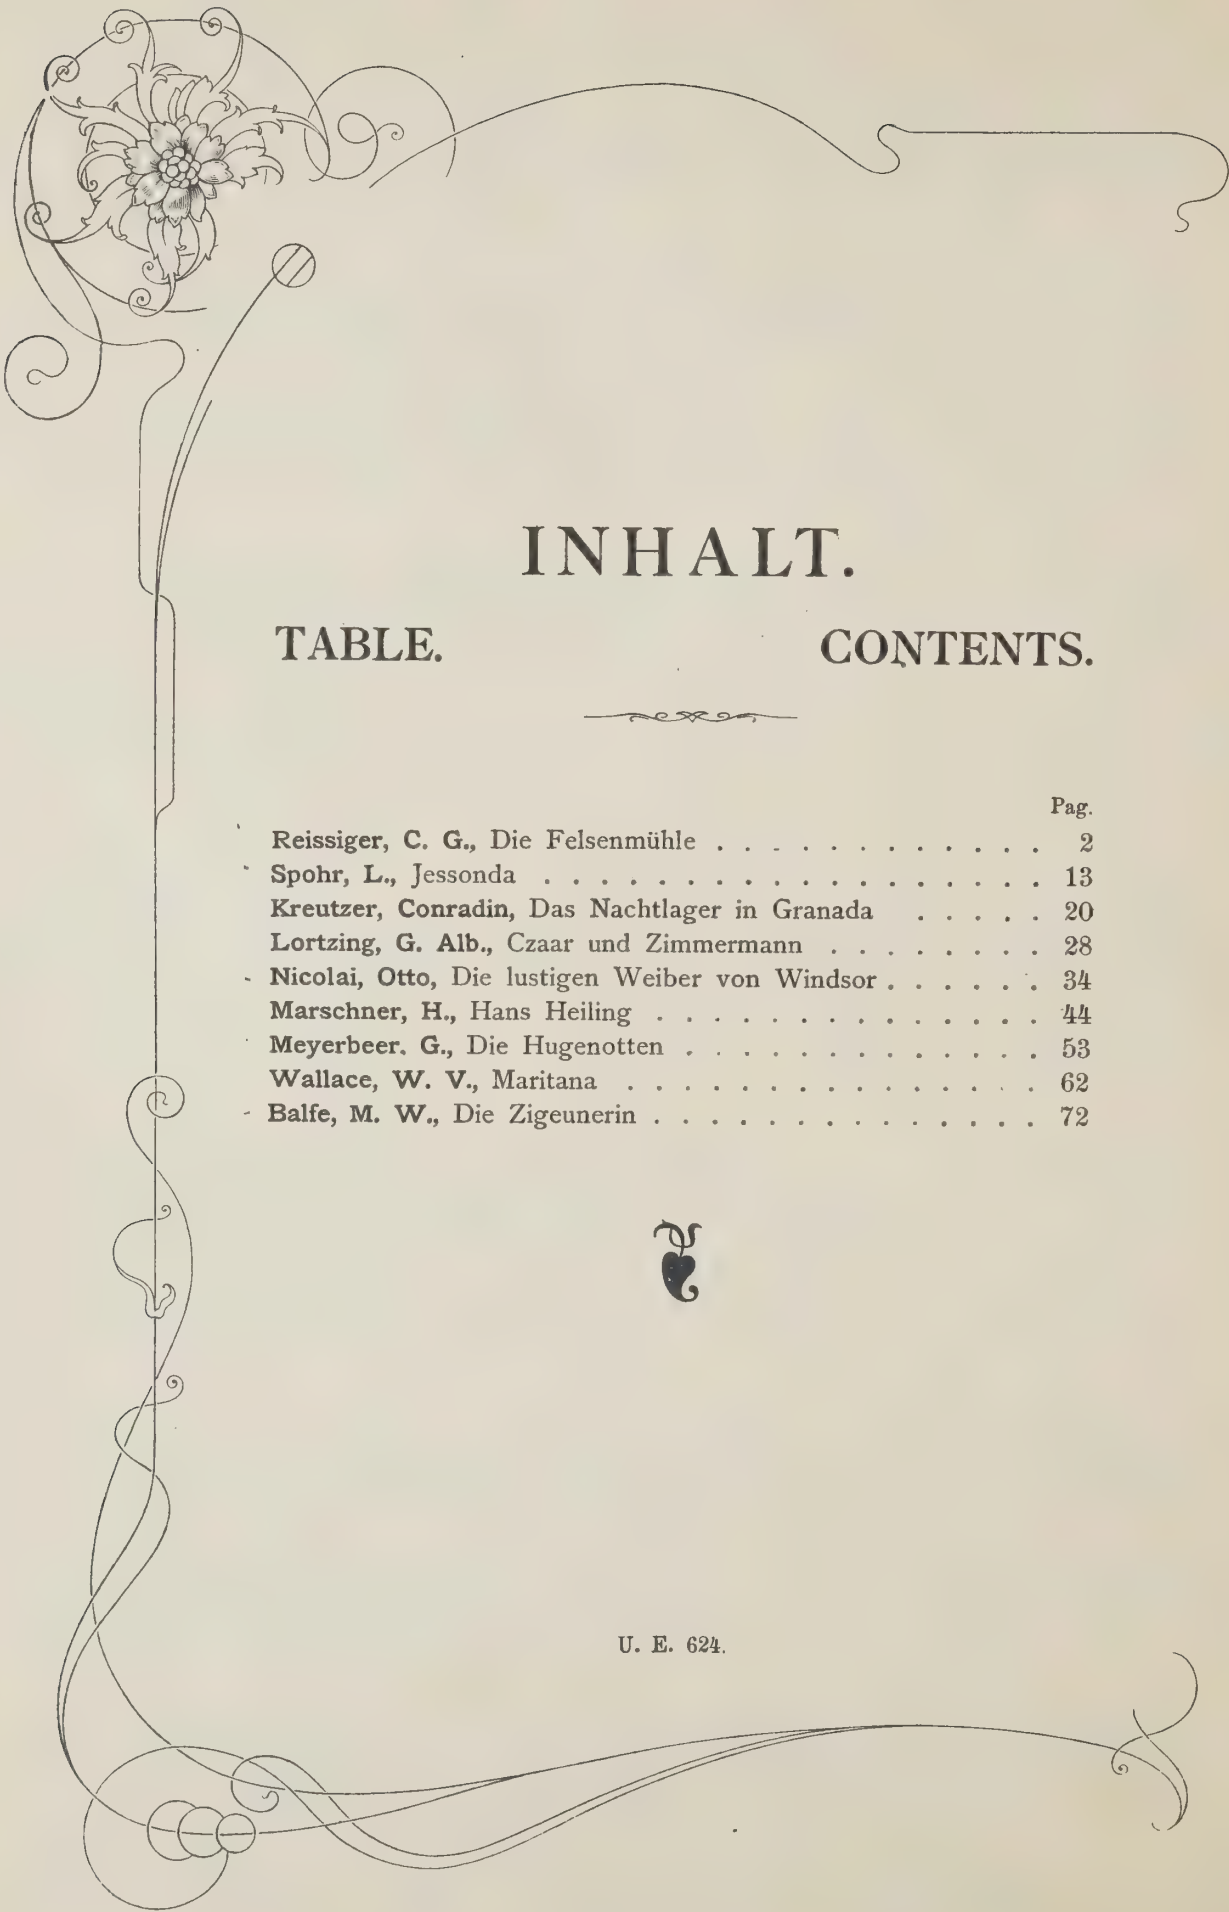 INHALT.
TABLE. CONTENTS.
Pag.
Reissiger, C. G., Die Felsenmühle . . . . . . . . . . . . 2
Spohr, L., Jessonda . . . . . . . . . . . . . . . . . . 13
Kreutzer, Conradin, Das Nachtlager in Granada . . . . . 20
Lortzing, G. Alb., Czaar und Zimmermann . . . . . . . . 28
Nicolai, Otto, Die lustigen Weiber von Windsor . . . . . . 34
Marschner, H., Hans Heiling . . . . . . . . . . . . . . 44
Meyerbeer. G., Die Hugenotten . . . . . . . . . . . . . 53
Wallace, W. V., Maritana . . . . . . . . . . . . . . . 62
Balfe, M. W., Die Zigeunerin . . . . . . . . . . . . . . 72
U. E. 624.